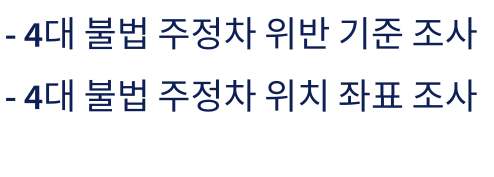 - 4대 불법 주정차 위반 기준 조사
- 4대 불법 주정차 위치 좌표 조사